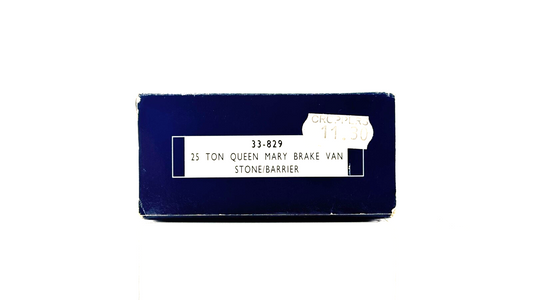 33-829
25 TON QUEEN MARY BRAKE VAN
STONE/BARRIER